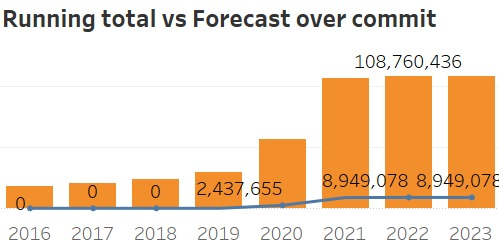 Running total vs Forecast over commit
108,760,436
0 0 0 2,437,655 8,949,078 8,949,078
2016 2017 2018 2019 2020 2021 2022 2023